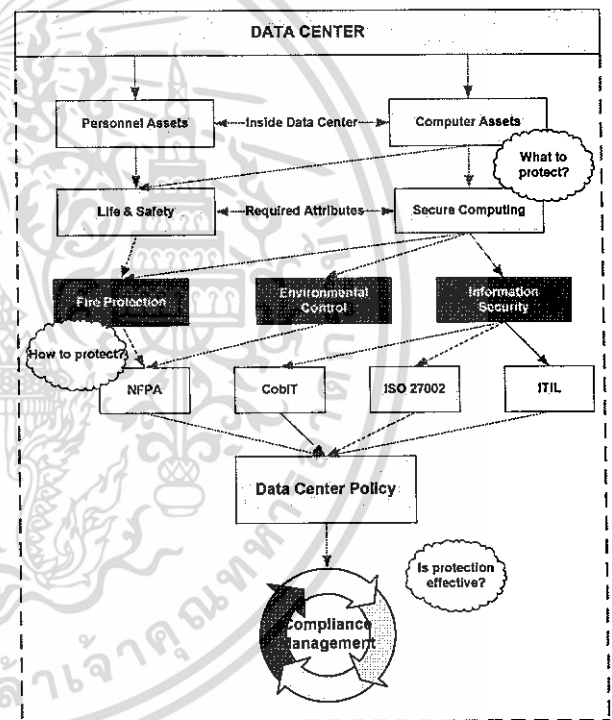 DATA CENTER
Personnel Assets
Inside Data Center
Computer Assets
What to
protect?
Life & Safety
Required Attributes
Secure Computing
Fire Protection
Environmental
Control
Information
Security
How to protect?
NFPA
CobIT
ISO 27002
ITIL
Data Center Policy
Is protection
effective?
Compliance
Management